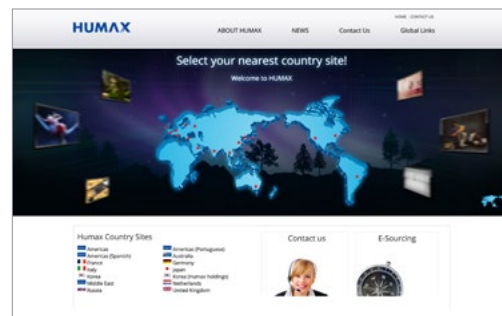 HOME CONTACT US
HUMAX
ABOUT HUMAX NEWS Contact Us Global Links
Select your nearest country site!
Welcome to HUMAX
Humax Country Sites
Americas
Americas (Spanish)
France
Italy
Korea
Middle East
Russia
Americas (Portuguese)
Australia
Germany
Japan
Korea (Humax holdings)
Netherlands
United Kingdom
Contact us
E-Sourcing